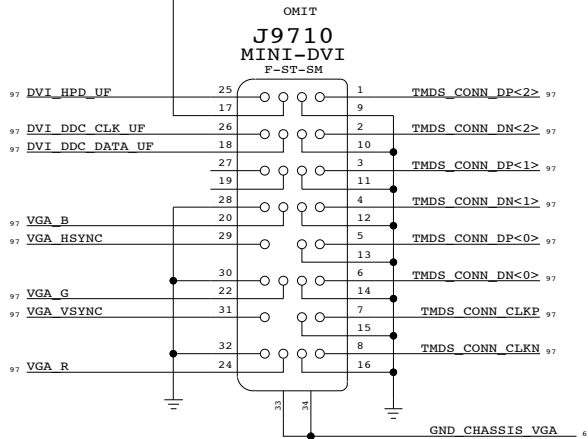 OMIT
J9710
MINI-DVI
F-ST-SM
97 DVI_HPD_UF 25 1 TMDS_CONN_DP<2> 97
17 9
97 DVI_DDC_CLK_UF 26 2 TMDS_CONN_DN<2> 97
97 DVI_DDC_DATA_UF 18 10
27 3 TMDS_CONN_DP<1> 97
19 11
28 4 TMDS_CONN_DN<1> 97
97 VGA_B 20 12
97 VGA_HSYNC 29 5 TMDS_CONN_DP<0> 97
13
30 6 TMDS_CONN_DN<0> 97
97 VGA_G 22 14
97 VGA_VSYNC 31 7 TMDS_CONN_CLKP 97
15
32 8 TMDS_CONN_CLKN 97
97 VGA_R 24 16
33 34
GND_CHASSIS_VGA 6